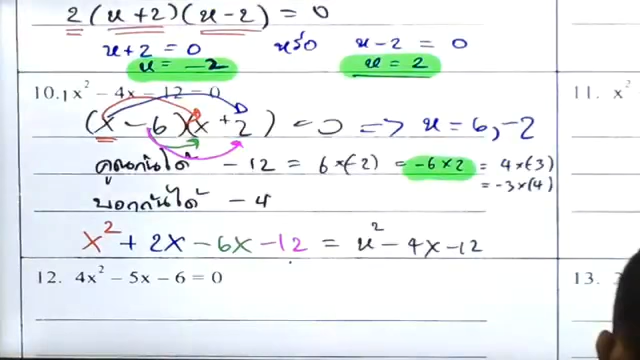 2 (x + 2) (x - 2) = 0
x + 2 = 0 หรือ x - 2 = 0
x = -2 x = 2
10. 1x² - 4x - 12 = 0
(x - 6)(x + 2) = 0 => x = 6, -2
คูณกันได้ - 12 = 6 × (-2) = -6 × 2 = 4 × (-3)
= -3 × (4)
บวกกันได้ - 4
x² + 2x - 6x - 12 = x² - 4x - 12
12. 4x² - 5x - 6 = 0
11. x²
13.